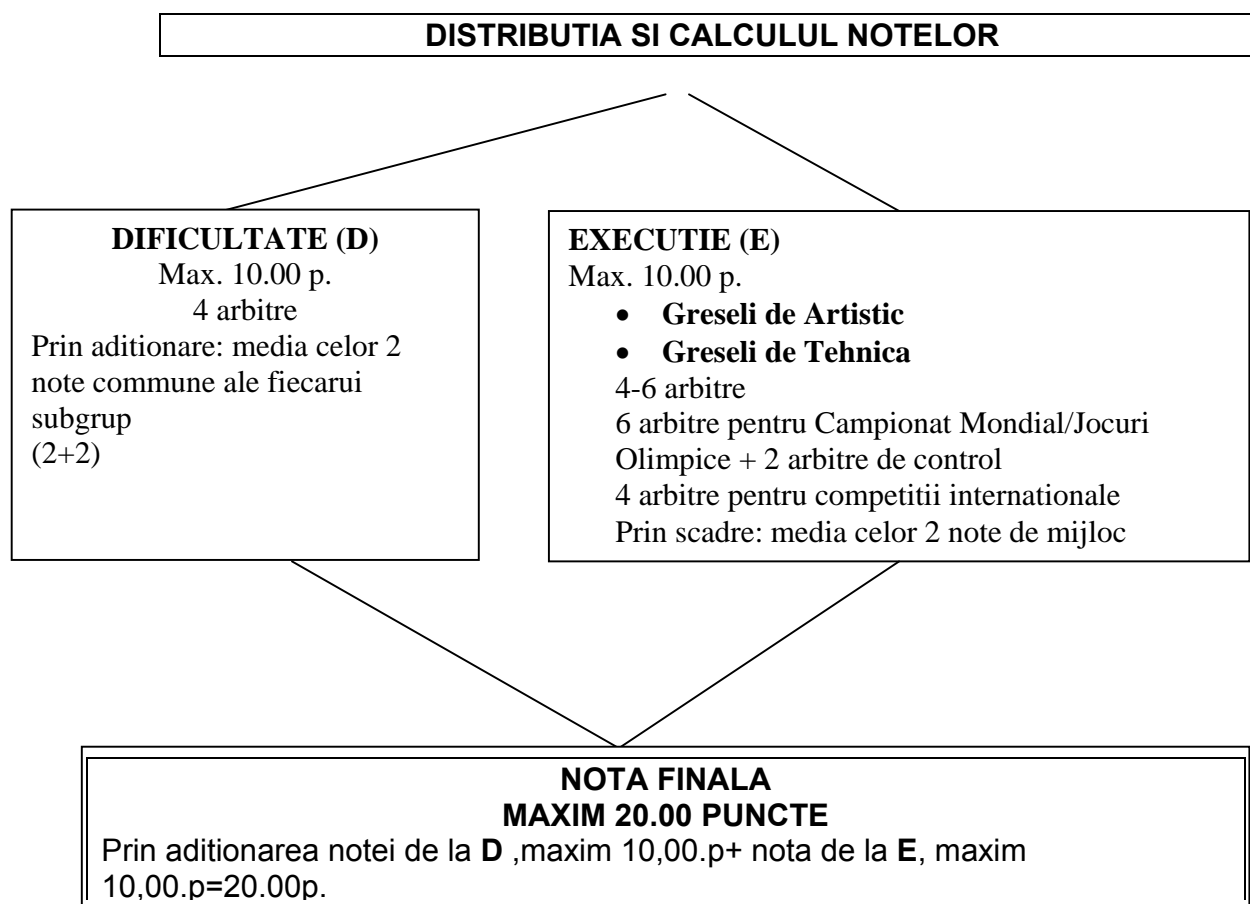 DISTRIBUTIA SI CALCULUL NOTELOR
DIFICULTATE (D)
Max. 10.00 p.
4 arbitre
Prin aditionare: media celor 2
note commune ale fiecarui
subgrup
(2+2)
EXECUTIE (E)
Max. 10.00 p.
• Greseli de Artistic
• Greseli de Tehnica
4-6 arbitre
6 arbitre pentru Campionat Mondial/Jocuri
Olimpice + 2 arbitre de control
4 arbitre pentru competitii internationale
Prin scadre: media celor 2 note de mijloc
NOTA FINALA
MAXIM 20.00 PUNCTE
Prin aditionarea notei de la D ,maxim 10,00.p+ nota de la E, maxim
10,00.p=20.00p.